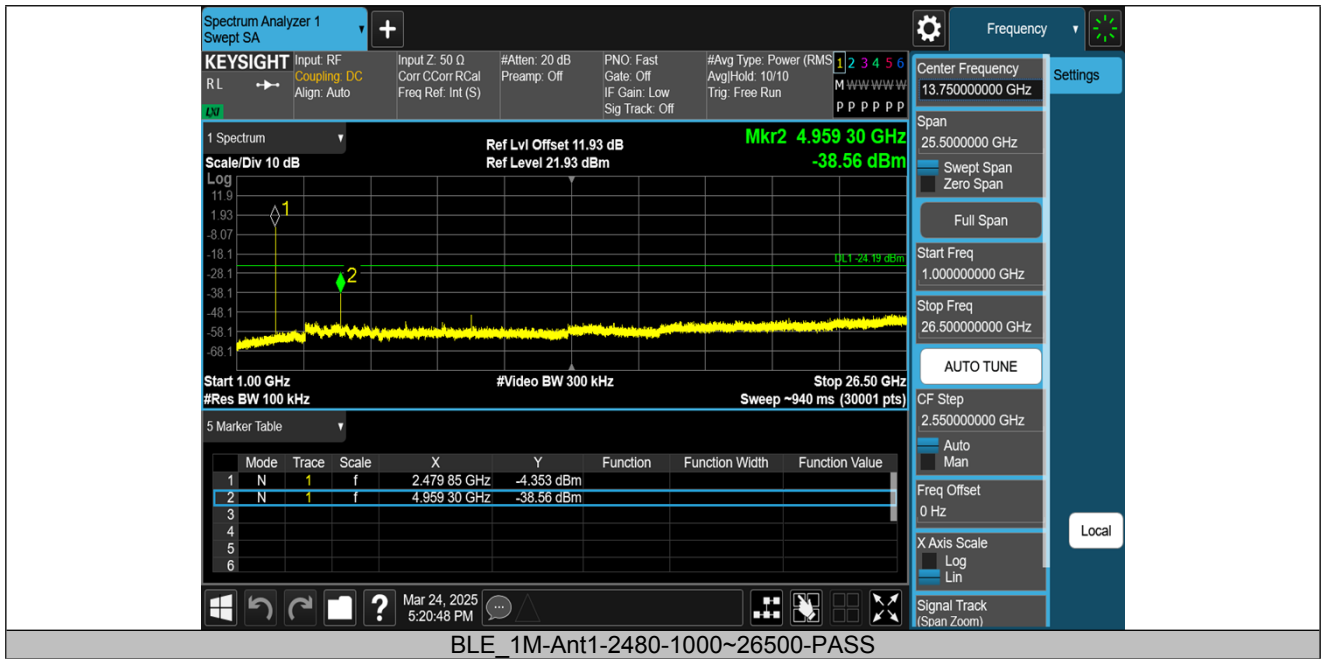 Spectrum Analyzer 1
Swept SA
+
Frequency
KEYSIGHT
RL
LXI
Input: RF
Coupling: DC
Align: Auto
Input Z: 50 Ω
Corr CCorr RCal
Freq Ref: Int (S)
#Atten: 20 dB
Preamp: Off
PNO: Fast
Gate: Off
IF Gain: Low
Sig Track: Off
#Avg Type: Power (RMS
Avg|Hold: 10/10
Trig: Free Run
1 2 3 4 5 6
M W W W W W
P P P P P P
1 Spectrum
Scale/Div 10 dB
Ref Lvl Offset 11.93 dB
Ref Level 21.93 dBm
Mkr2 4.959 30 GHz
-38.56 dBm
Log
11.9
1.93
-8.07
-18.1
-28.1
-38.1
-48.1
-58.1
-68.1
1
2
DL1 -24.19 dBm
Start 1.00 GHz
#Video BW 300 kHz
Stop 26.50 GHz
#Res BW 100 kHz
Sweep ~940 ms (30001 pts)
5 Marker Table
Mode Trace Scale X Y Function Function Width Function Value
1 N 1 f 2.479 85 GHz -4.353 dBm
2 N 1 f 4.959 30 GHz -38.56 dBm
3
4
5
6
?
Mar 24, 2025
5:20:48 PM
Center Frequency
13.750000000 GHz
Span
25.5000000 GHz
Swept Span
Zero Span
Full Span
Start Freq
1.000000000 GHz
Stop Freq
26.500000000 GHz
AUTO TUNE
CF Step
2.550000000 GHz
Auto
Man
Freq Offset
0 Hz
X Axis Scale
Log
Lin
Signal Track
(Span Zoom)
Settings
Local
BLE_1M-Ant1-2480-1000~26500-PASS